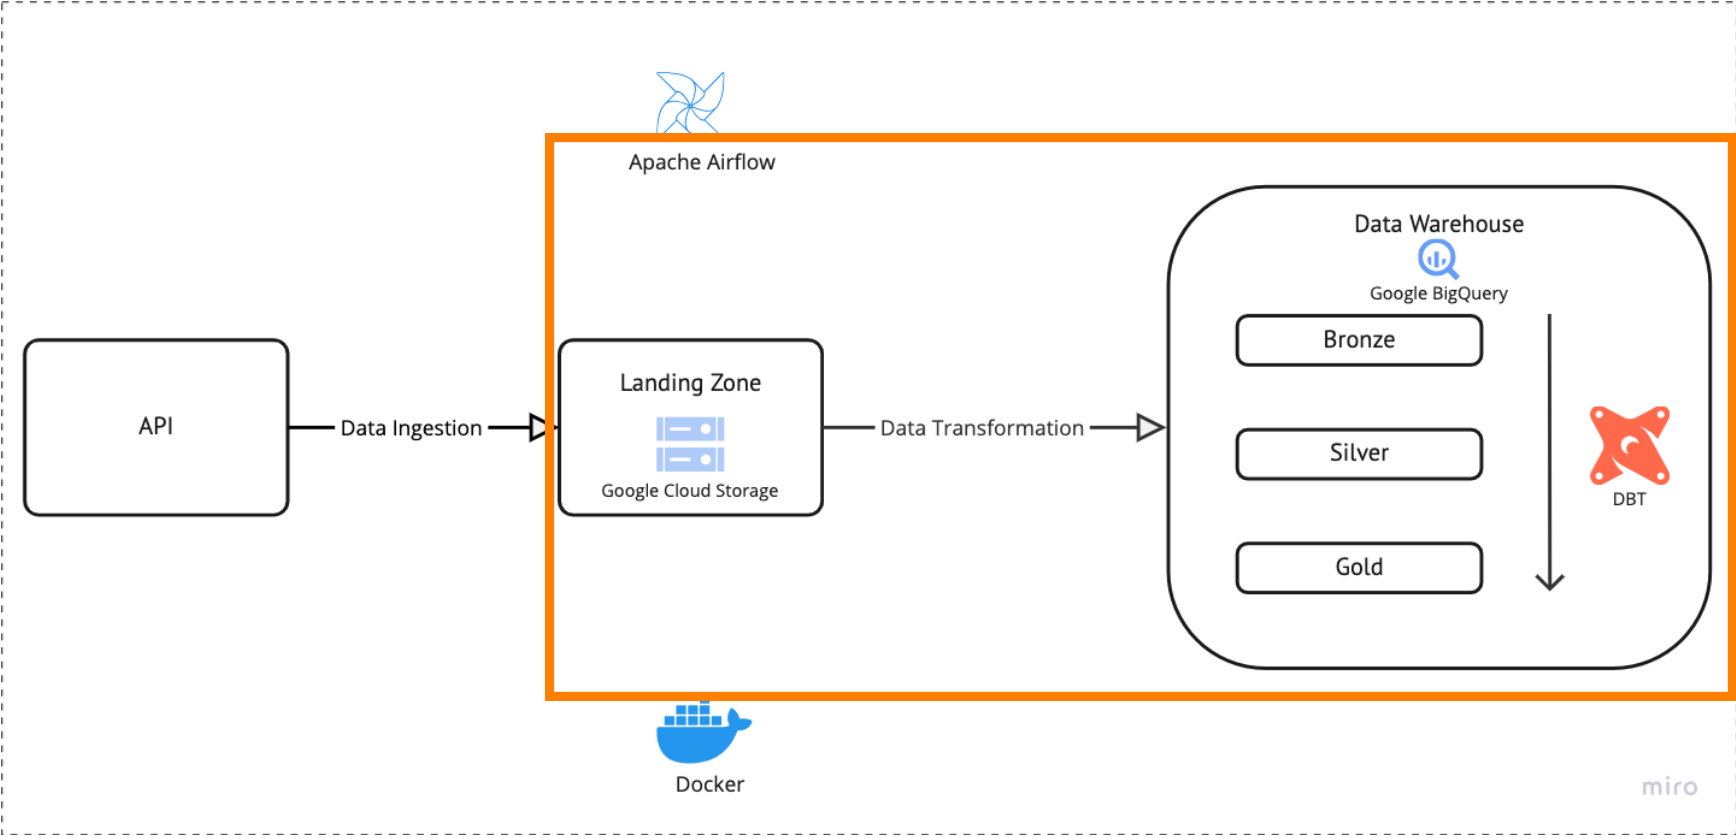 Apache Airflow
Data Warehouse
Google BigQuery
Bronze
Landing Zone
API
Data Ingestion
Data Transformation
Silver
Google Cloud Storage
DBT
Gold
Docker
miro